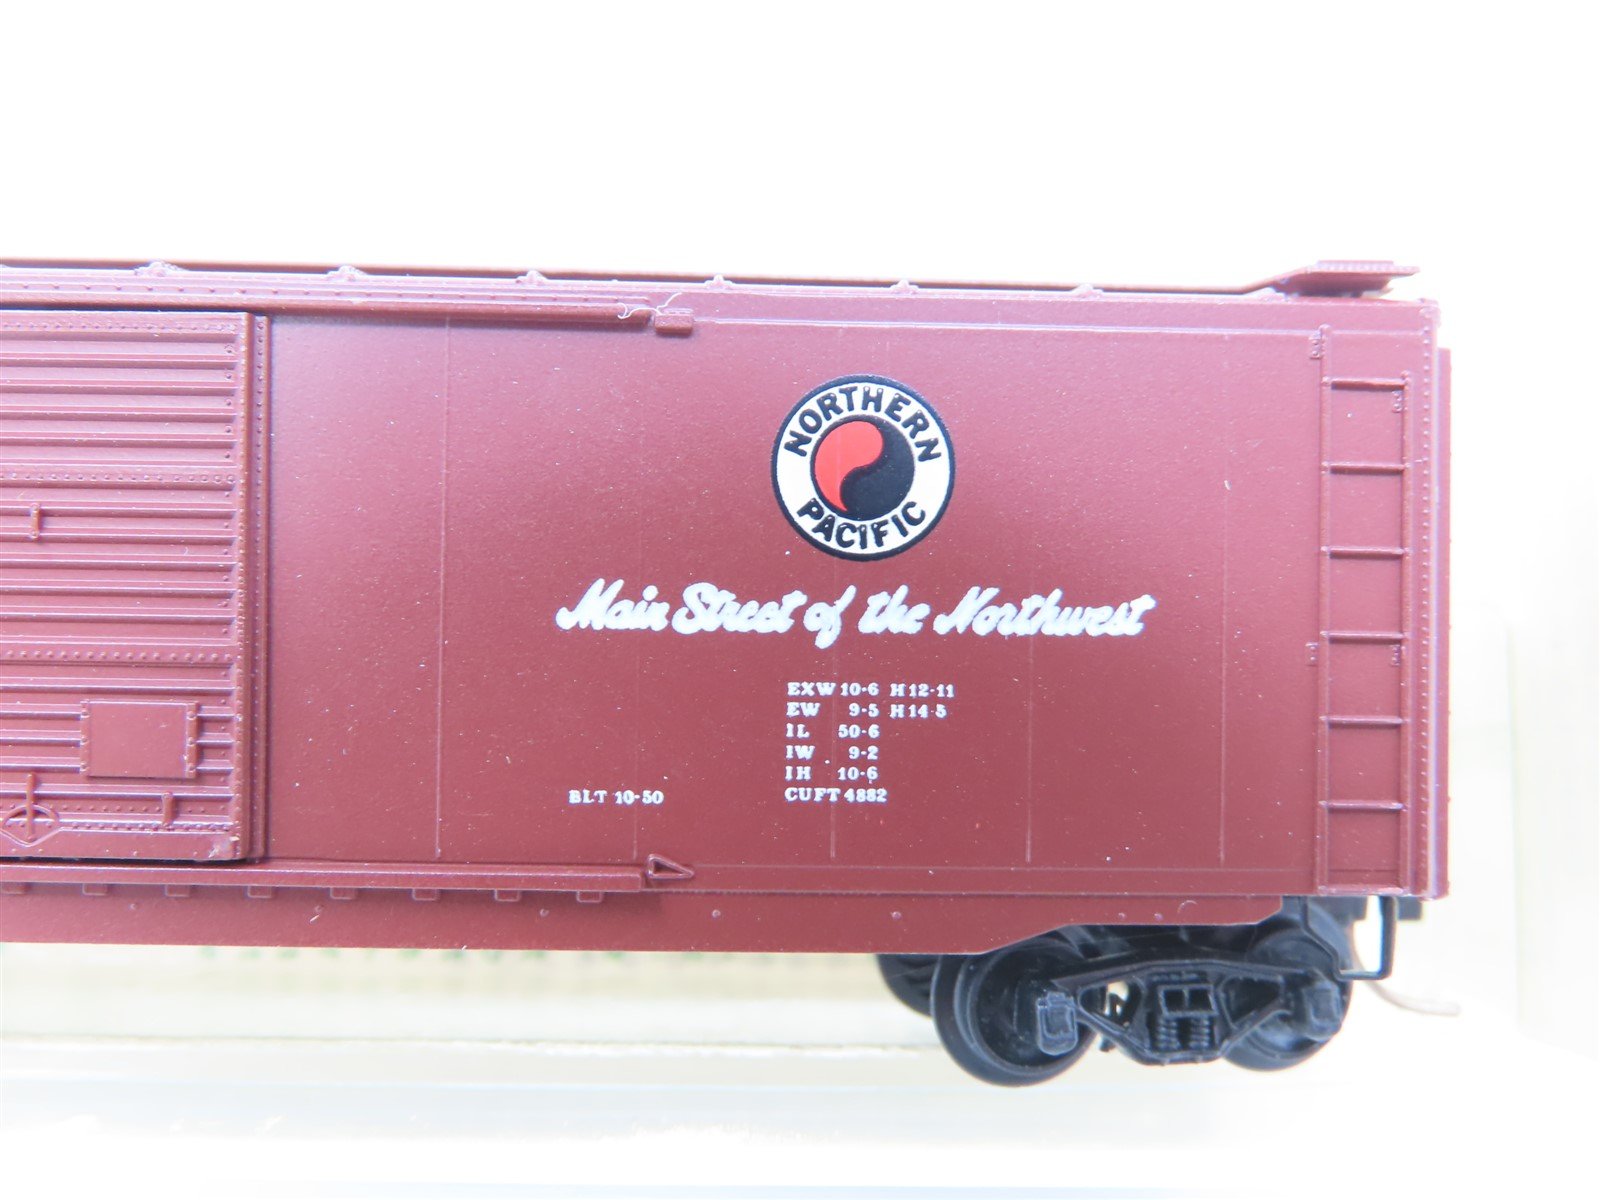 NORTHERN
PACIFIC
Main Street of the Northwest
EXW 10-6 H 12-11
EW 9-5 H 14-5
IL 50-6
IW 9-2
IH 10-6
BLT 10-50 CUFT 4882